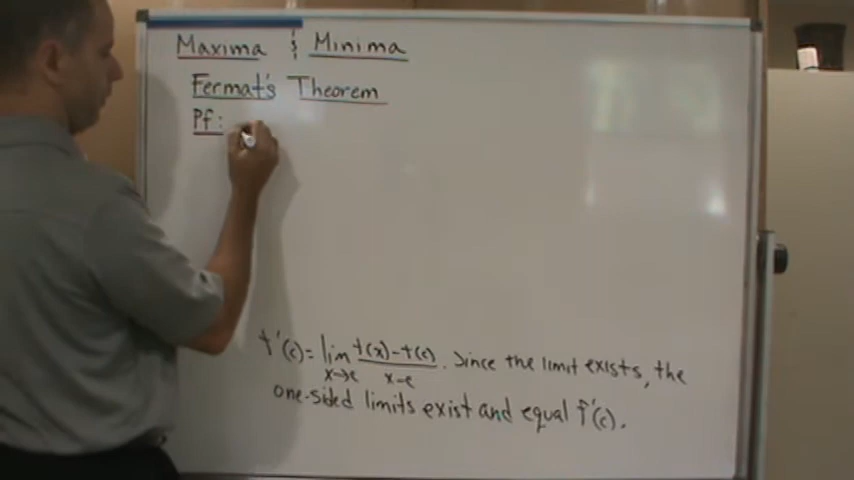 Maxima & Minima
Fermat's Theorem
Pf:
f'(c) = lim x→c f(x)-f(c) / x-c . Since the limit exists, the
one-sided limits exist and equal f'(c).